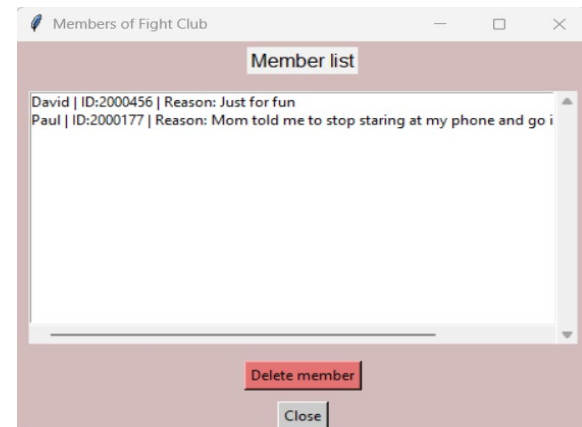 Members of Fight Club
Member list
David | ID:2000456 | Reason: Just for fun
Paul | ID:2000177 | Reason: Mom told me to stop staring at my phone and go i
Delete member
Close